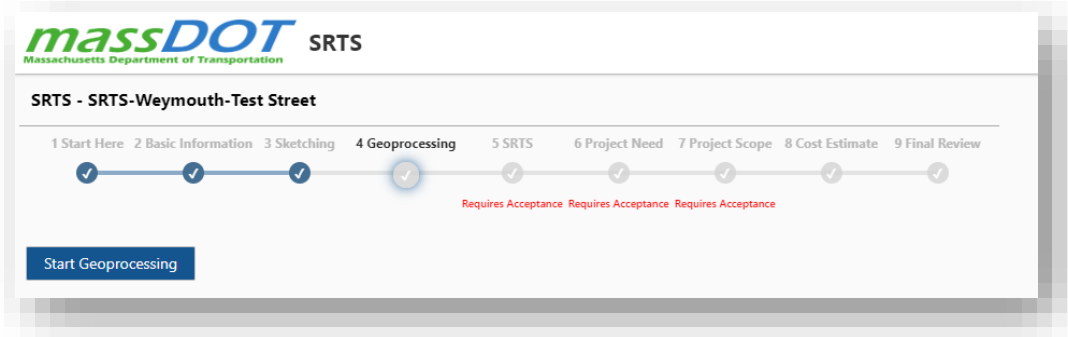 massDOT SRTS
Massachusetts Department of Transportation
SRTS - SRTS-Weymouth-Test Street
1 Start Here 2 Basic Information 3 Sketching 4 Geoprocessing 5 SRTS 6 Project Need 7 Project Scope 8 Cost Estimate 9 Final Review
Requires Acceptance Requires Acceptance Requires Acceptance
Start Geoprocessing